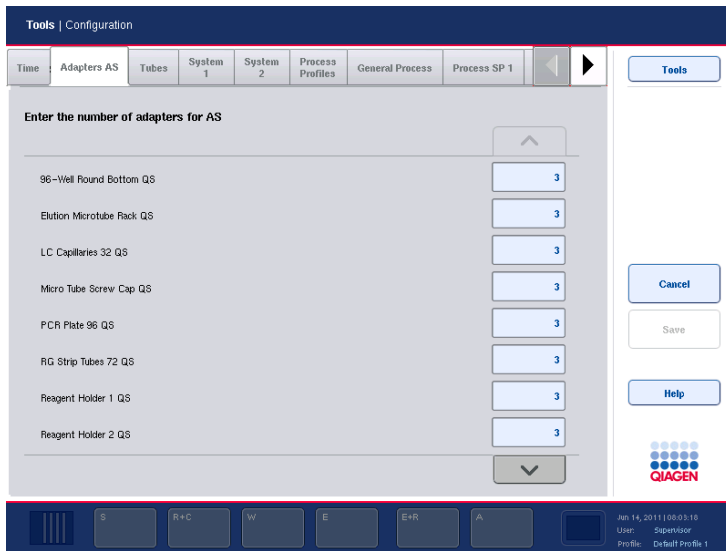 Tools | Configuration
Time
Adapters AS
Tubes
System
1
System
2
Process
Profiles
General Process
Process SP 1
Tools
Enter the number of adapters for AS
96-Well Round Bottom QS 3
Elution Microtube Rack QS 3
LC Capillaries 32 QS 3
Micro Tube Screw Cap QS 3
PCR Plate 96 QS 3
RG Strip Tubes 72 QS 3
Reagent Holder 1 QS 3
Reagent Holder 2 QS 3
Cancel
Save
Help
QIAGEN
S
R+C
W
E
E+R
A
Jun 14, 2011 | 08:03:18
User: Supervisor
Profile: Default Profile 1